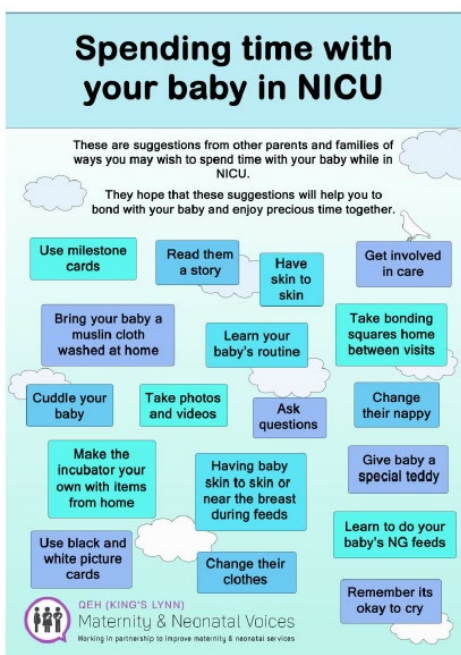 Spending time with
your baby in NICU
These are suggestions from other parents and families of
ways you may wish to spend time with your baby while in
NICU.
They hope that these suggestions will help you to
bond with your baby and enjoy precious time together.
Use milestone
cards
Read them
a story
Have
skin to
skin
Get involved
in care
Bring your baby a
muslin cloth
washed at home
Learn your
baby's routine
Take bonding
squares home
between visits
Cuddle your
baby
Take photos
and videos
Ask
questions
Change
their nappy
Make the
incubator your
own with items
from home
Having baby
skin to skin or
near the breast
during feeds
Give baby a
special teddy
Use black and
white picture
cards
Change their
clothes
Learn to do your
baby's NG feeds
Remember its
okay to cry
QEH (KING'S LYNN)
Maternity & Neonatal Voices
Working in partnership to improve maternity & neonatal services